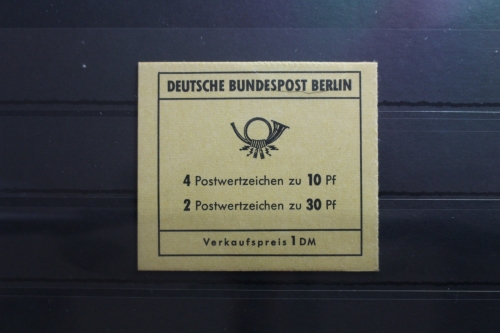 DEUTSCHE BUNDESPOST BERLIN
4 Postwertzeichen zu 10 Pf
2 Postwertzeichen zu 30 Pf
Verkaufspreis 1 DM